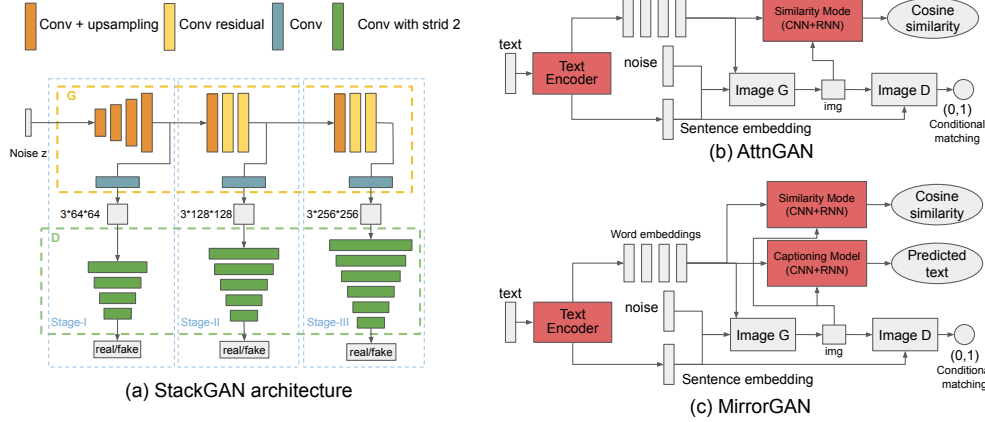 Conv + upsampling
Conv residual
Conv
Conv with strid 2
G
Noise z
3*64*64
3*128*128
3*256*256
D
Stage-I
Stage-II
Stage-III
real/fake
real/fake
real/fake
(a) StackGAN architecture
text
Text
Encoder
noise
Sentence embedding
Image G
img
Similarity Mode
(CNN+RNN)
Cosine
similarity
Image D
(0,1)
Conditional
matching
(b) AttnGAN
Word embeddings
text
Text
Encoder
noise
Sentence embedding
Image G
img
Similarity Mode
(CNN+RNN)
Cosine
similarity
Captioning Model
(CNN+RNN)
Predicted
text
Image D
(0,1)
Conditional
matching
(c) MirrorGAN